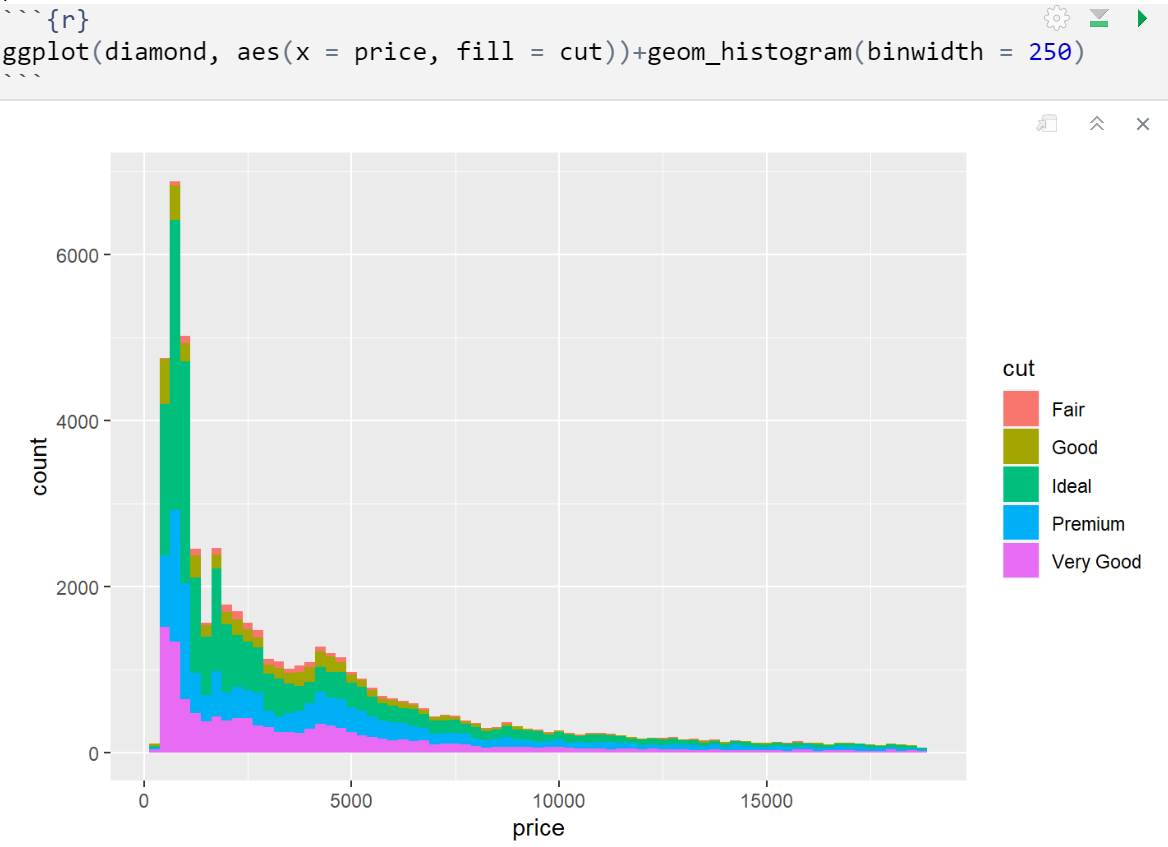 ```{r}
ggplot(diamond, aes(x = price, fill = cut))+geom_histogram(binwidth = 250)
```
6000
4000
2000
0
count
0 5000 10000 15000
price
cut
Fair
Good
Ideal
Premium
Very Good